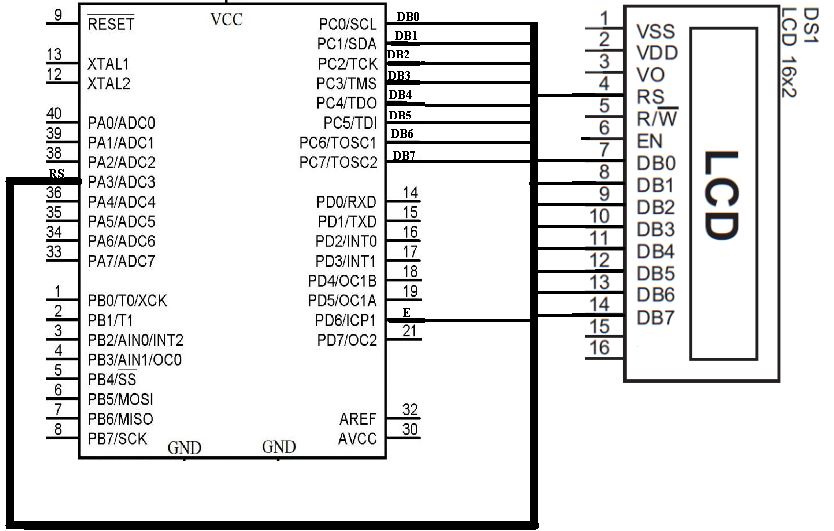 VCC
9 RESET PC0/SCL DB0
PC1/SDA DB1
13 XTAL1 PC2/TCK DB2
12 XTAL2 PC3/TMS DB3
PC4/TDO DB4
40 PA0/ADC0 PC5/TDI DB5
39 PA1/ADC1 PC6/TOSC1 DB6
38 PA2/ADC2 PC7/TOSC2 DB7
RS PA3/ADC3
36 PA4/ADC4 PD0/RXD 14
35 PA5/ADC5 PD1/TXD 15
34 PA6/ADC6 PD2/INT0 16
33 PA7/ADC7 PD3/INT1 17
PD4/OC1B 18
1 PB0/T0/XCK PD5/OC1A 19
2 PB1/T1 PD6/ICP1 E
3 PB2/AIN0/INT2 PD7/OC2 21
4 PB3/AIN1/OC0
5 PB4/SS
6 PB5/MOSI
7 PB6/MISO AREF 32
8 PB7/SCK AVCC 30
GND GND
DS1
LCD 16x2
1 VSS
2 VDD
3 VO
4 RS
5 R/W
6 EN
7 DB0
8 DB1
9 DB2
10 DB3
11 DB4
12 DB5
13 DB6
14 DB7
15
16
LCD